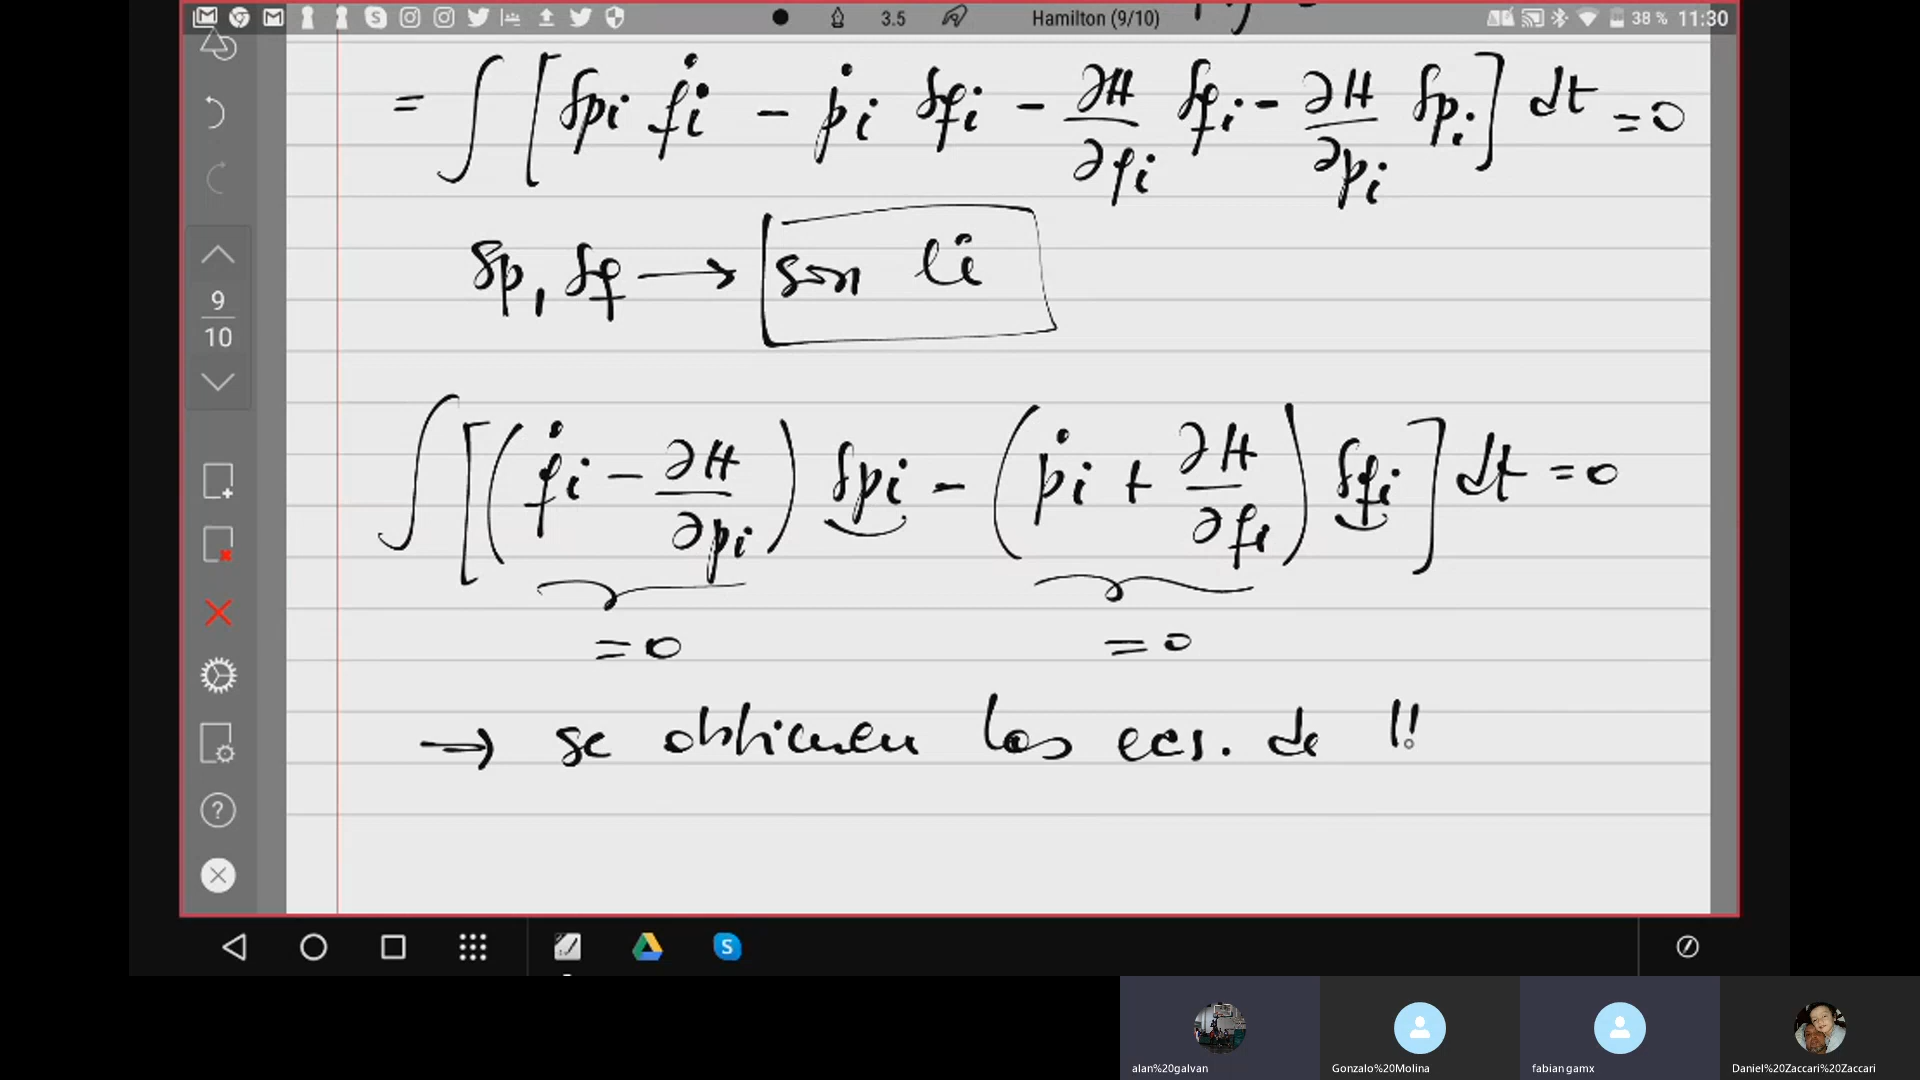 3.5 Hamilton (9/10) 38 % 11:30
= ∫ [δpi q̇i − ṗi δqi − ∂H/∂qi δqi − ∂H/∂pi δpi] dt = 0
δp, δq → son li
9
10
∫ [(q̇i − ∂H/∂pi) δpi − (ṗi + ∂H/∂qi) δqi] dt = 0
= 0 = 0
→ se obtienen las ecs. de
alan%20galvan Gonzalo%20Molina fabian gamx Daniel%20Zaccari%20Zaccari